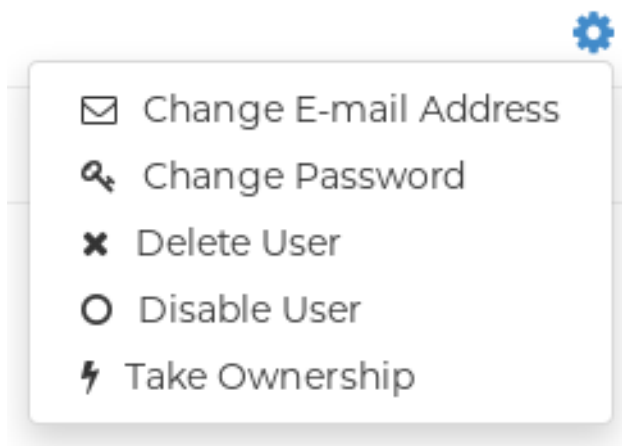 Change E-mail Address
Change Password
Delete User
Disable User
Take Ownership